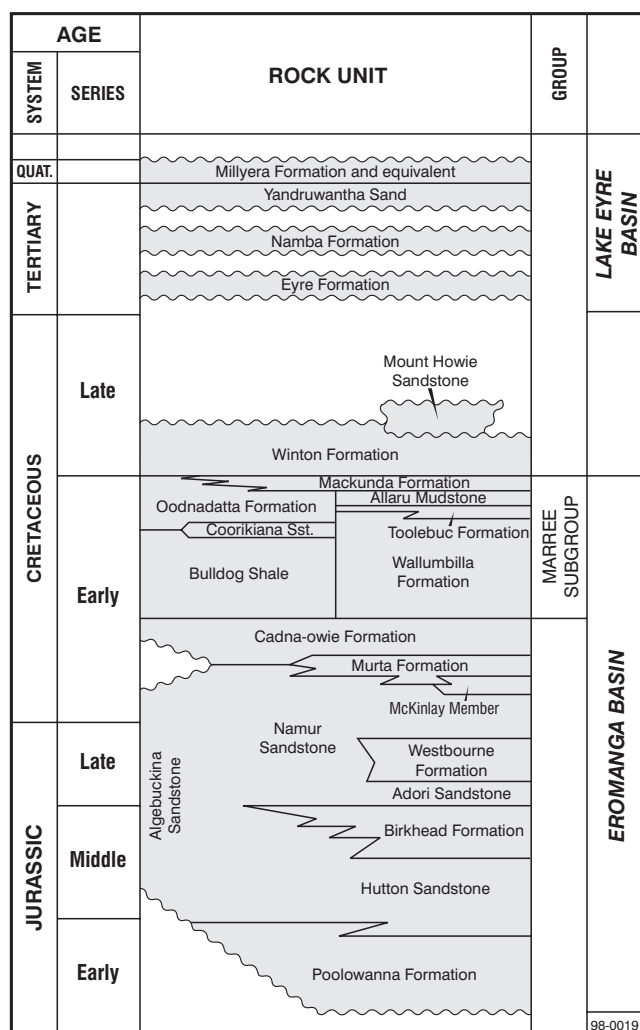 AGE
SYSTEM
SERIES
ROCK UNIT
GROUP
QUAT.
Millyera Formation and equivalent
Yandruwantha Sand
TERTIARY
Namba Formation
Eyre Formation
LAKE EYRE
BASIN
CRETACEOUS
Late
Mount Howie
Sandstone
Winton Formation
Early
Mackunda Formation
Oodnadatta Formation
Allaru Mudstone
Coorikiana Sst.
Toolebuc Formation
Bulldog Shale
Wallumbilla
Formation
MARREE
SUBGROUP
Cadna-owie Formation
Murta Formation
McKinlay Member
EROMANGA BASIN
JURASSIC
Late
Algebuckina
Sandstone
Namur
Sandstone
Westbourne
Formation
Adori Sandstone
Middle
Birkhead Formation
Hutton Sandstone
Early
Poolowanna Formation
98-0019